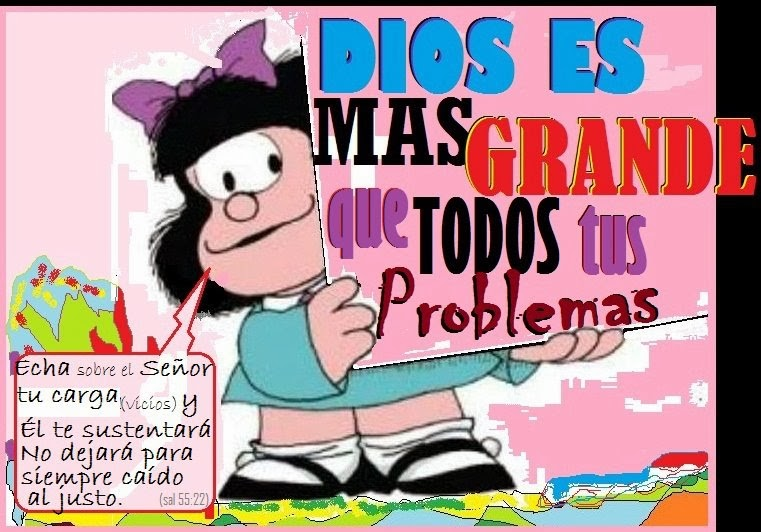 DIOS ES
MAS GRANDE
que TODOS tus
Problemas
Echa sobre el Señor
tu carga (vicios) y
Él te sustentará
No dejará para
siempre caído
al justo. (sal 55:22)